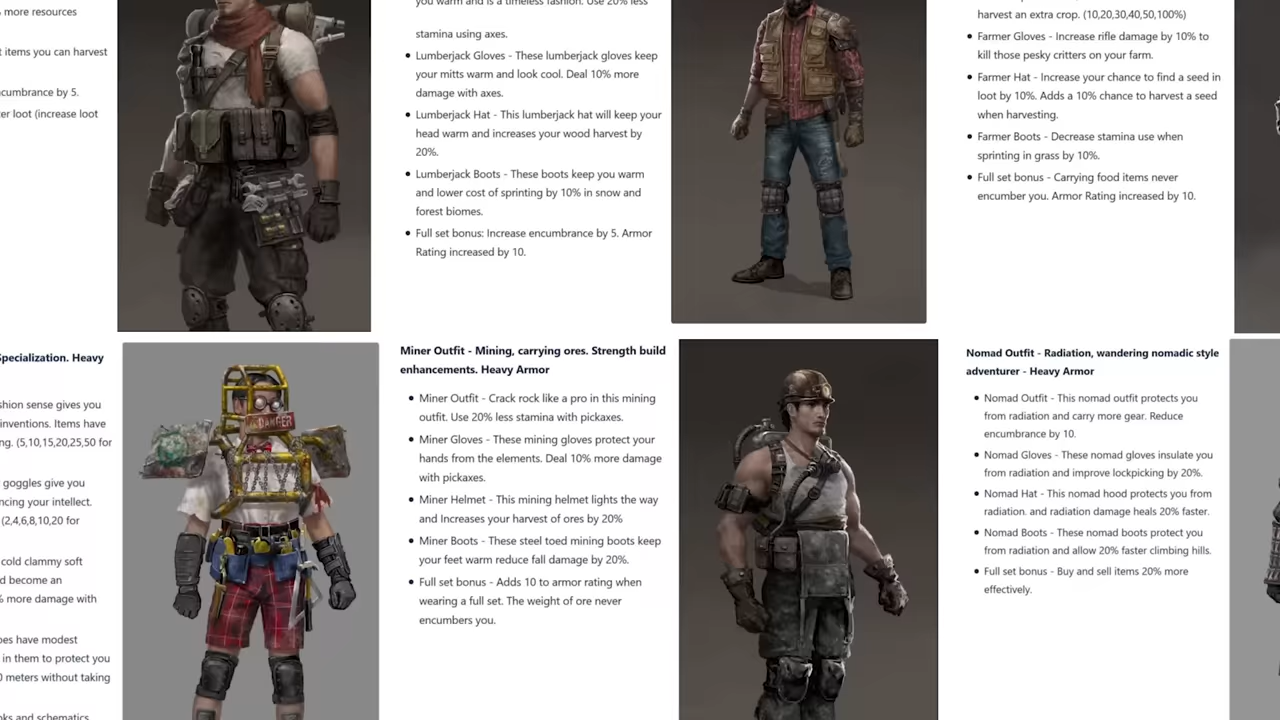 more resources
t items you can harvest
cumbrance by 5.
er loot (increase loot
you warm and is a timeless fashion. Use 20% less
stamina using axes.
• Lumberjack Gloves - These lumberjack gloves keep
your mitts warm and look cool. Deal 10% more
damage with axes.
• Lumberjack Hat - This lumberjack hat will keep your
head warm and increases your wood harvest by
20%.
• Lumberjack Boots - These boots keep you warm
and lower cost of sprinting by 10% in snow and
forest biomes.
• Full set bonus: Increase encumbrance by 5. Armor
Rating increased by 10.
harvest an extra crop. (10,20,30,40,50,100%)
• Farmer Gloves - Increase rifle damage by 10% to
kill those pesky critters on your farm.
• Farmer Hat - Increase your chance to find a seed in
loot by 10%. Adds a 10% chance to harvest a seed
when harvesting.
• Farmer Boots - Decrease stamina use when
sprinting in grass by 10%.
• Full set bonus - Carrying food items never
encumber you. Armor Rating increased by 10.
Specialization. Heavy
shion sense gives you
inventions. Items have
ng. (5,10,15,20,25,50 for
goggles give you
ncing your intellect.
(2,4,6,8,10,20 for
cold clammy soft
d become an
% more damage with
oes have modest
in them to protect you
0 meters without taking
oks and schematics
DANGER
Miner Outfit - Mining, carrying ores. Strength build
enhancements. Heavy Armor
• Miner Outfit - Crack rock like a pro in this mining
outfit. Use 20% less stamina with pickaxes.
• Miner Gloves - These mining gloves protect your
hands from the elements. Deal 10% more damage
with pickaxes.
• Miner Helmet - This mining helmet lights the way
and Increases your harvest of ores by 20%
• Miner Boots - These steel toed mining boots keep
your feet warm reduce fall damage by 20%.
• Full set bonus - Adds 10 to armor rating when
wearing a full set. The weight of ore never
encumbers you.
Nomad Outfit - Radiation, wandering nomadic style
adventurer - Heavy Armor
• Nomad Outfit - This nomad outfit protects you
from radiation and carry more gear. Reduce
encumbrance by 10.
• Nomad Gloves - These nomad gloves insulate you
from radiation and improve lockpicking by 20%.
• Nomad Hat - This nomad hood protects you from
radiation. and radiation damage heals 20% faster.
• Nomad Boots - These nomad boots protect you
from radiation and allow 20% faster climbing hills.
• Full set bonus - Buy and sell items 20% more
effectively.